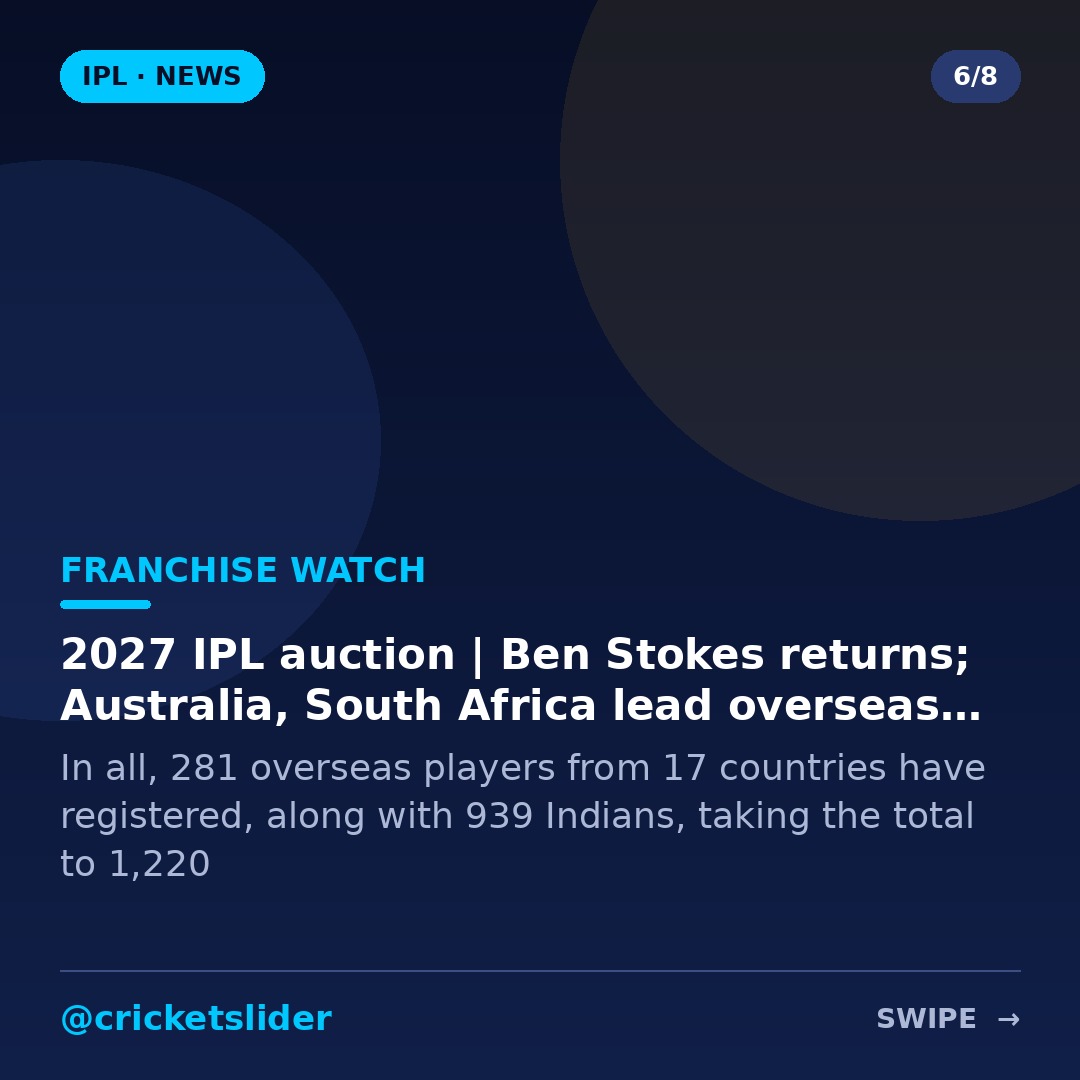 IPL · NEWS
6/8
FRANCHISE WATCH
2027 IPL auction | Ben Stokes returns;
Australia, South Africa lead overseas…
In all, 281 overseas players from 17 countries have
registered, along with 939 Indians, taking the total
to 1,220
@cricketslider
SWIPE →